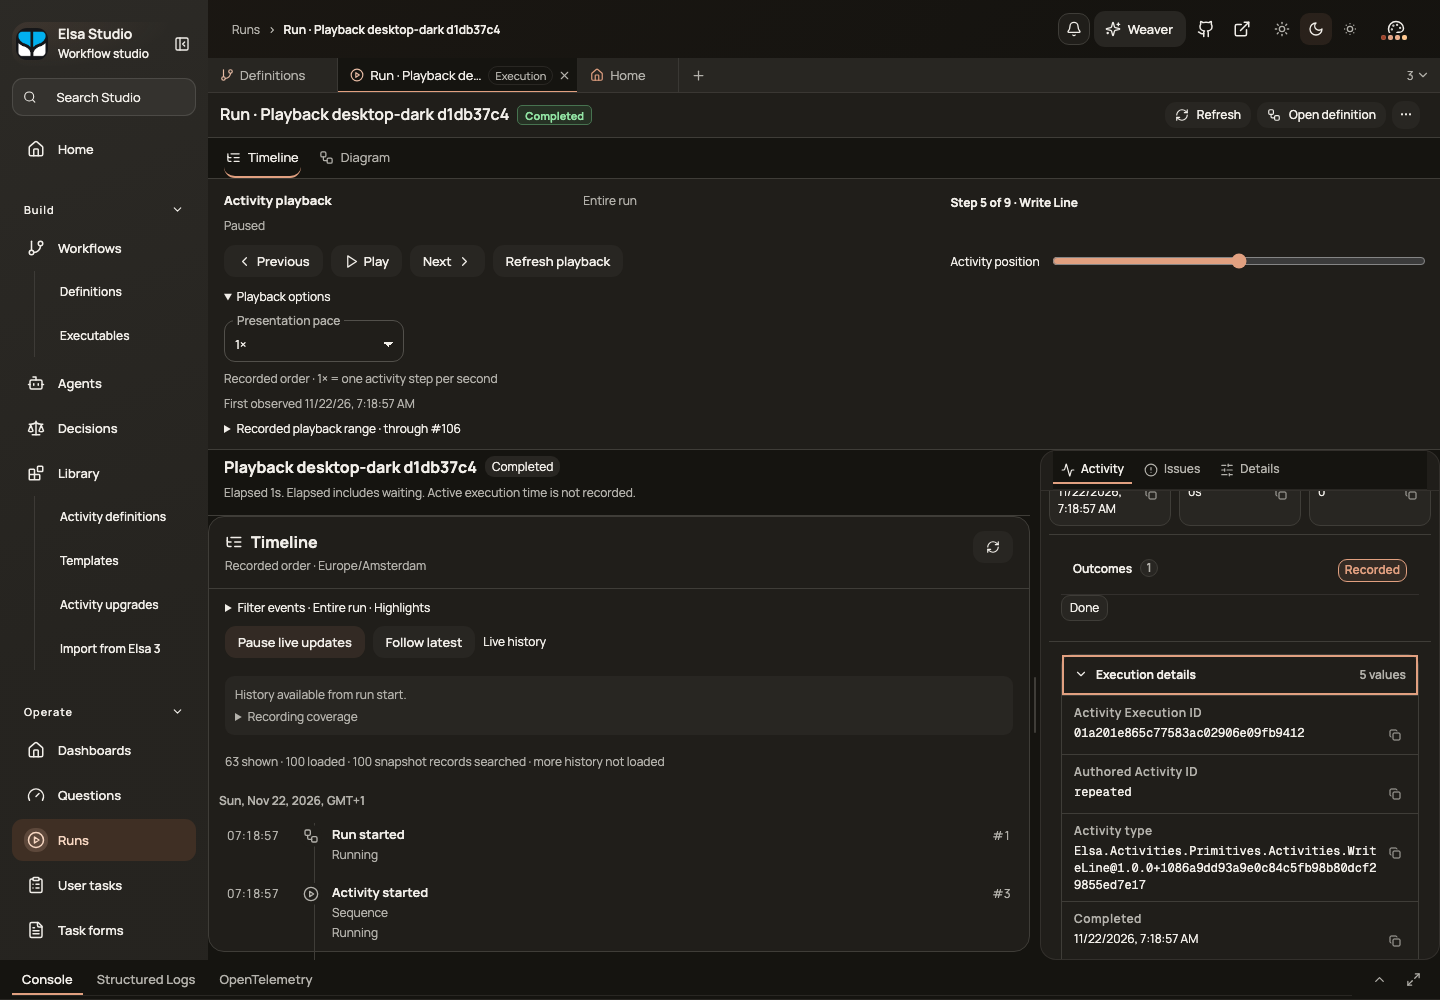 Elsa Studio
Workflow studio
Search Studio
Home
Build
Workflows
Definitions
Executables
Agents
Decisions
Library
Activity definitions
Templates
Activity upgrades
Import from Elsa 3
Operate
Dashboards
Questions
Runs
User tasks
Task forms
Runs › Run · Playback desktop-dark d1db37c4
Weaver
Definitions
Run · Playback de... Execution
Home
3
Run · Playback desktop-dark d1db37c4 Completed
Refresh
Open definition
Timeline
Diagram
Activity playback
Entire run
Step 5 of 9 · Write Line
Paused
Previous
Play
Next
Refresh playback
Activity position
Playback options
Presentation pace
1×
Recorded order · 1× = one activity step per second
First observed 11/22/26, 7:18:57 AM
Recorded playback range · through #106
Playback desktop-dark d1db37c4 Completed
Elapsed 1s. Elapsed includes waiting. Active execution time is not recorded.
Timeline
Recorded order · Europe/Amsterdam
Filter events · Entire run · Highlights
Pause live updates
Follow latest
Live history
History available from run start.
Recording coverage
63 shown · 100 loaded · 100 snapshot records searched · more history not loaded
Sun, Nov 22, 2026, GMT+1
07:18:57 Run started #1
Running
07:18:57 Activity started #3
Sequence
Running
Activity
Issues
Details
11/22/2026, 0s 0
7:18:57 AM
Outcomes 1 Recorded
Done
Execution details 5 values
Activity Execution ID
01a201e865c77583ac02906e09fb9412
Authored Activity ID
repeated
Activity type
Elsa.Activities.Primitives.Activities.Writ
eLine@1.0.0+1086a9dd93a9e0c84c5fb98b80dcf2
9855ed7e17
Completed
11/22/2026, 7:18:57 AM
Console
Structured Logs
OpenTelemetry